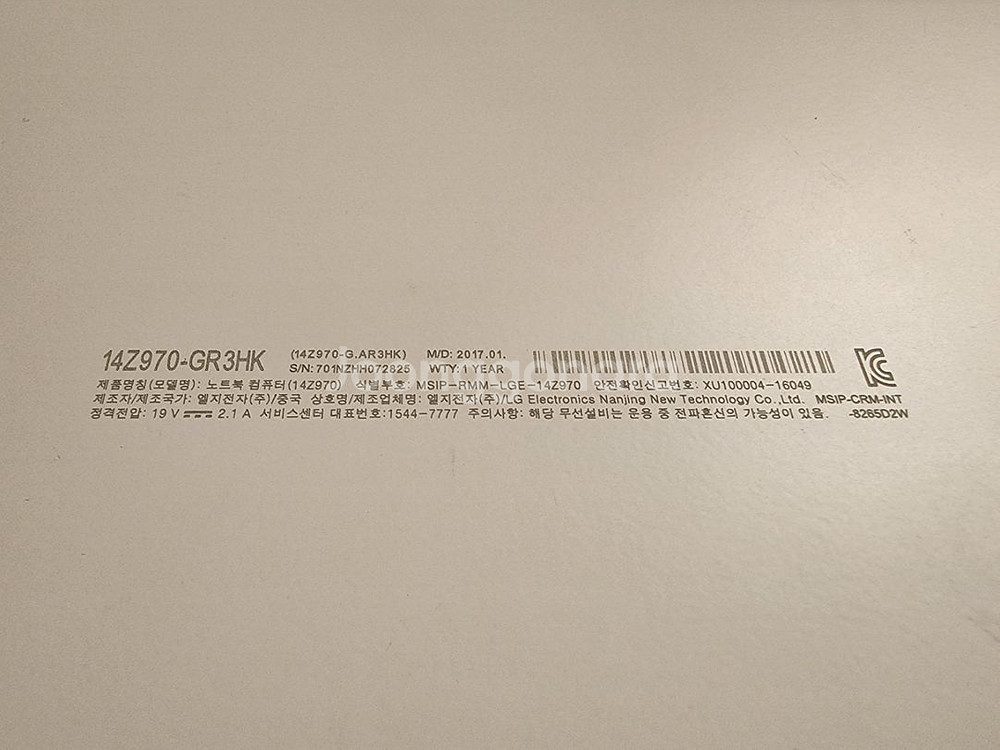 14Z970-GR3HK (14Z970-G.AR3HK) M/D: 2017.01.
S/N: 701NZHH072825 WTY: 1 YEAR
제품명칭(모델명): 노트북 컴퓨터(14Z970) 식별부호: MSIP-RMM-LGE-14Z970 안전확인신고번호: XU100004-16049
제조자/제조국가: 엘지전자(주)/중국 상호명/제조업체명: 엘지전자(주)/LG Electronics Nanjing New Technology Co.,Ltd. MSIP-CRM-INT
정격전압: 19 V 2.1 A 서비스센터 대표번호:1544-7777 주의사항: 해당 무선설비는 운용 중 전파혼신의 가능성이 있음. -8265D2W